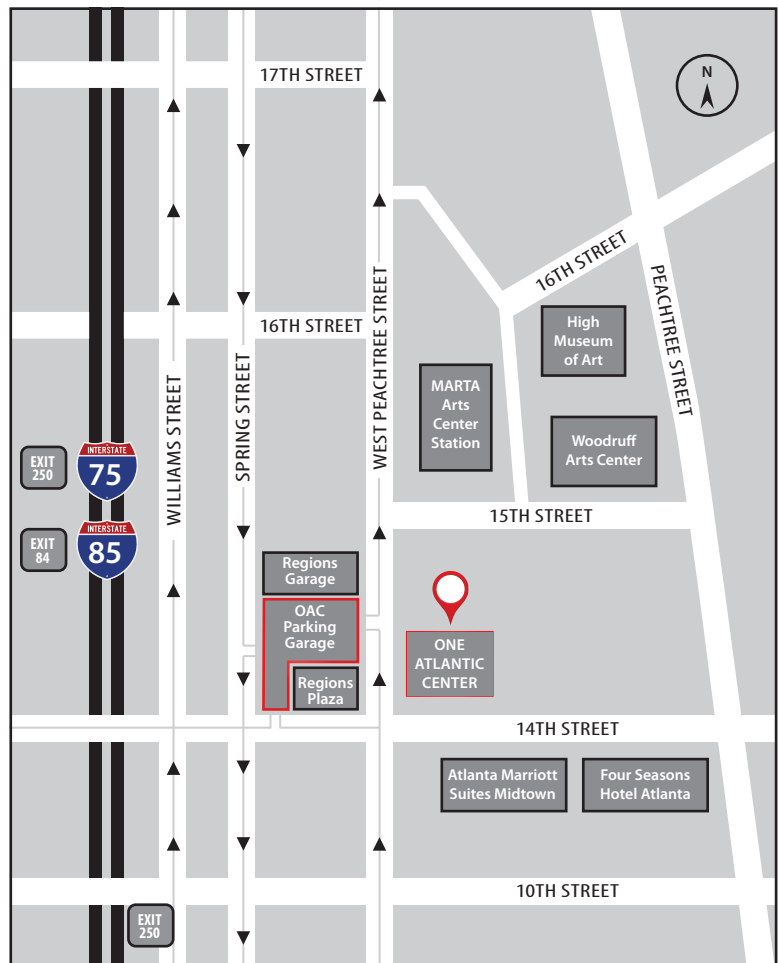 17TH STREET
N
16TH STREET
PEACHTREE STREET
16TH STREET
High
Museum
of Art
MARTA
Arts
Center
Station
Woodruff
Arts Center
WILLIAMS STREET
SPRING STREET
WEST PEACHTREE STREET
EXIT
250
INTERSTATE
75
15TH STREET
EXIT
84
INTERSTATE
85
Regions
Garage
OAC
Parking
Garage
ONE
ATLANTIC
CENTER
Regions
Plaza
14TH STREET
Atlanta Marriott
Suites Midtown
Four Seasons
Hotel Atlanta
10TH STREET
EXIT
250